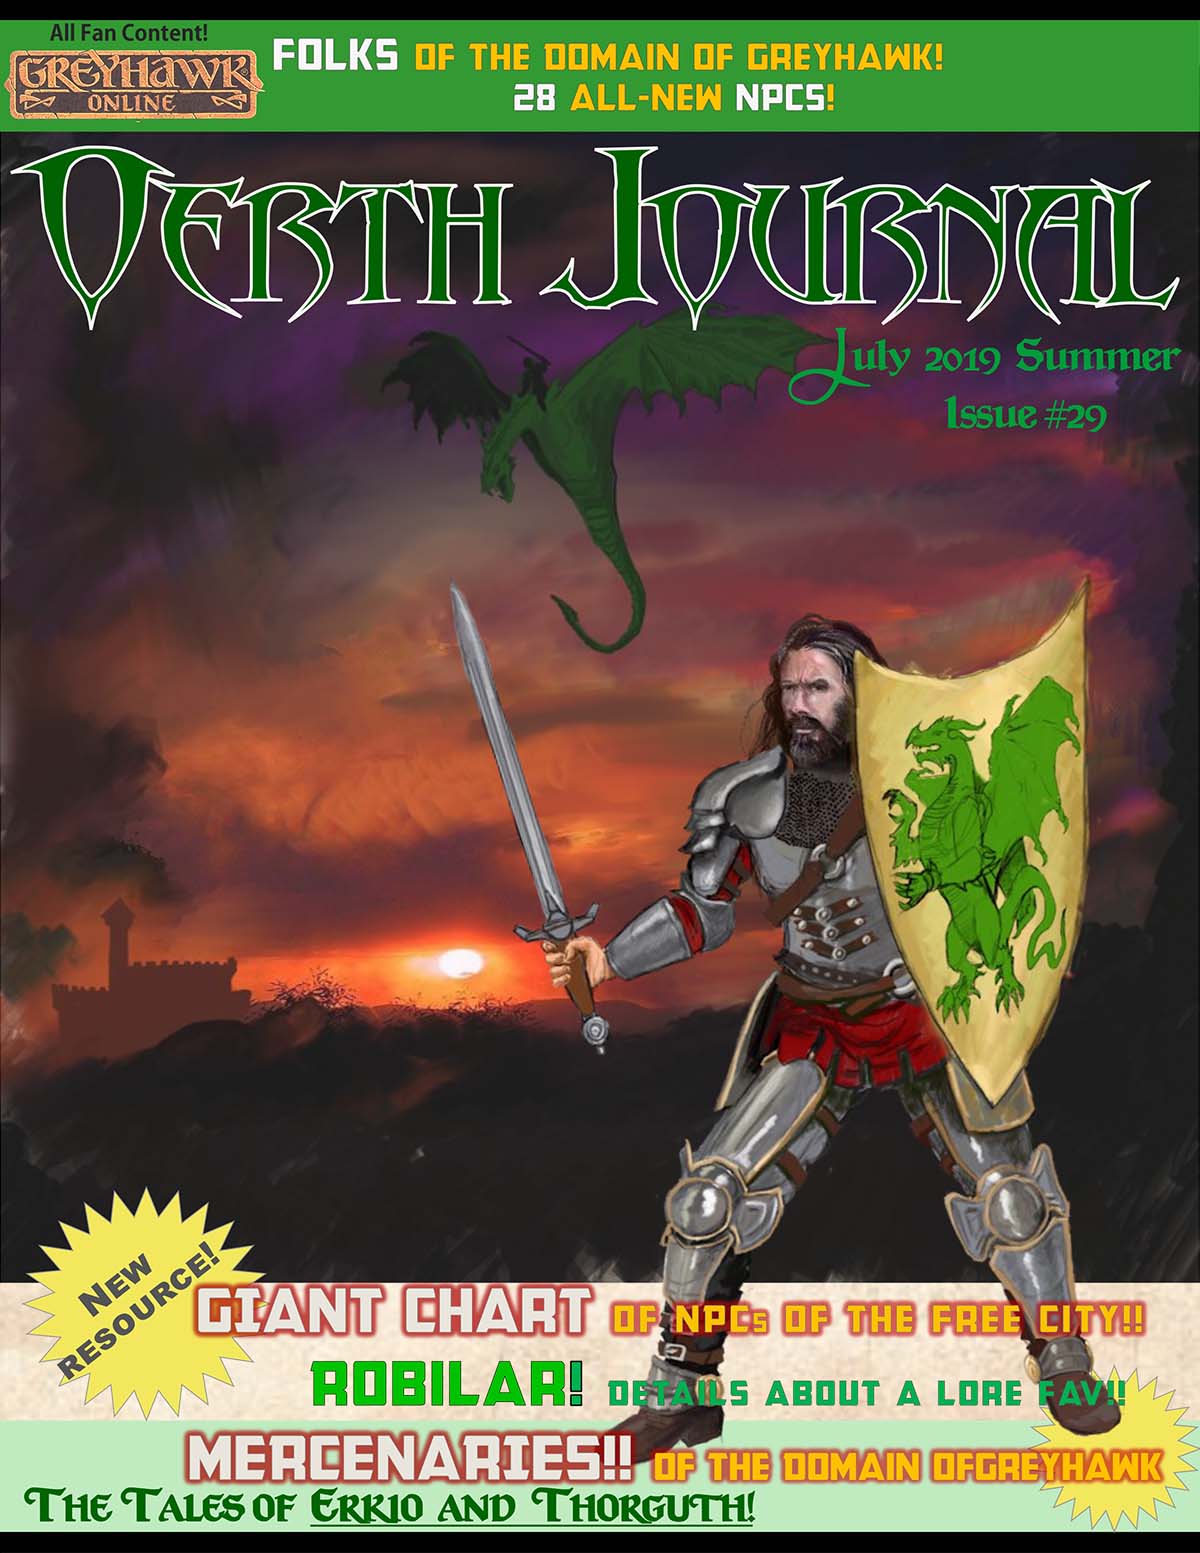 All Fan Content!
GREYHAWK
ONLINE
FOLKS OF THE DOMAIN OF GREYHAWK!
28 ALL-NEW NPCS!
OERTH JOURNAL
July 2019 Summer
Issue #29
NEW
RESOURCE!
GIANT CHART OF NPCs OF THE FREE CITY!!
ROBILAR! DETAILS ABOUT A LORE FAV!!
MERCENARIES!! OF THE DOMAIN OFGREYHAWK
THE TALES OF ERKIO AND THORGUTH!